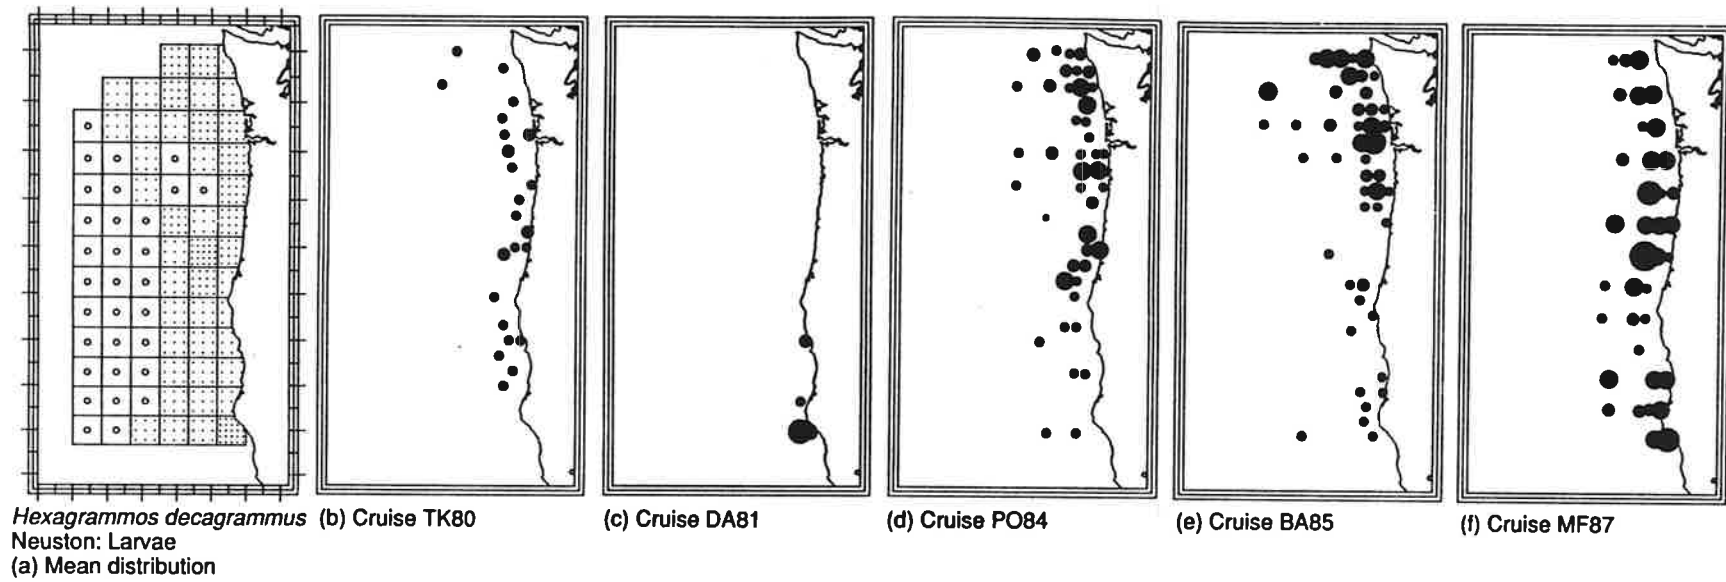 Hexagrammos decagrammus
Neuston: Larvae
(a) Mean distribution
(b) Cruise TK80
(c) Cruise DA81
(d) Cruise PO84
(e) Cruise BA85
(f) Cruise MF87